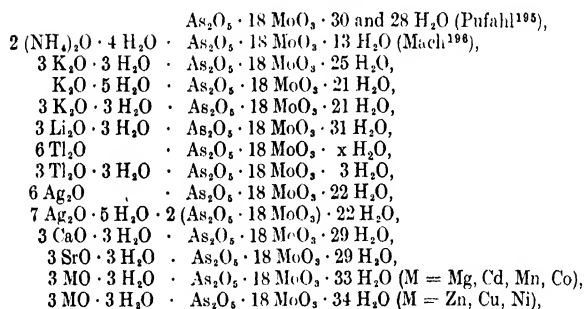 As₂O₅ · 18 MoO₃ · 30 and 28 H₂O (Pufahl¹⁹⁵),
2 (NH₄)₂O · 4 H₂O · As₂O₅ · 18 MoO₃ · 13 H₂O (Mach¹⁹⁶),
3 K₂O · 3 H₂O · As₂O₅ · 18 MoO₃ · 25 H₂O,
K₂O · 5 H₂O · As₂O₅ · 18 MoO₃ · 21 H₂O,
3 K₂O · 3 H₂O · As₂O₅ · 18 MoO₃ · 21 H₂O,
3 Li₂O · 3 H₂O · As₂O₅ · 18 MoO₃ · 31 H₂O,
6 Tl₂O · As₂O₅ · 18 MoO₃ · x H₂O,
3 Tl₂O · 3 H₂O · As₂O₅ · 18 MoO₃ · 3 H₂O,
6 Ag₂O · As₂O₅ · 18 MoO₃ · 22 H₂O,
7 Ag₂O · 5 H₂O · 2 (As₂O₅ · 18 MoO₃) · 22 H₂O,
3 CaO · 3 H₂O · As₂O₅ · 18 MoO₃ · 29 H₂O,
3 SrO · 3 H₂O · As₂O₅ · 18 MoO₃ · 29 H₂O,
3 MO · 3 H₂O · As₂O₅ · 18 MoO₃ · 33 H₂O (M = Mg, Cd, Mn, Co),
3 MO · 3 H₂O · As₂O₅ · 18 MoO₃ · 34 H₂O (M = Zn, Cu, Ni),